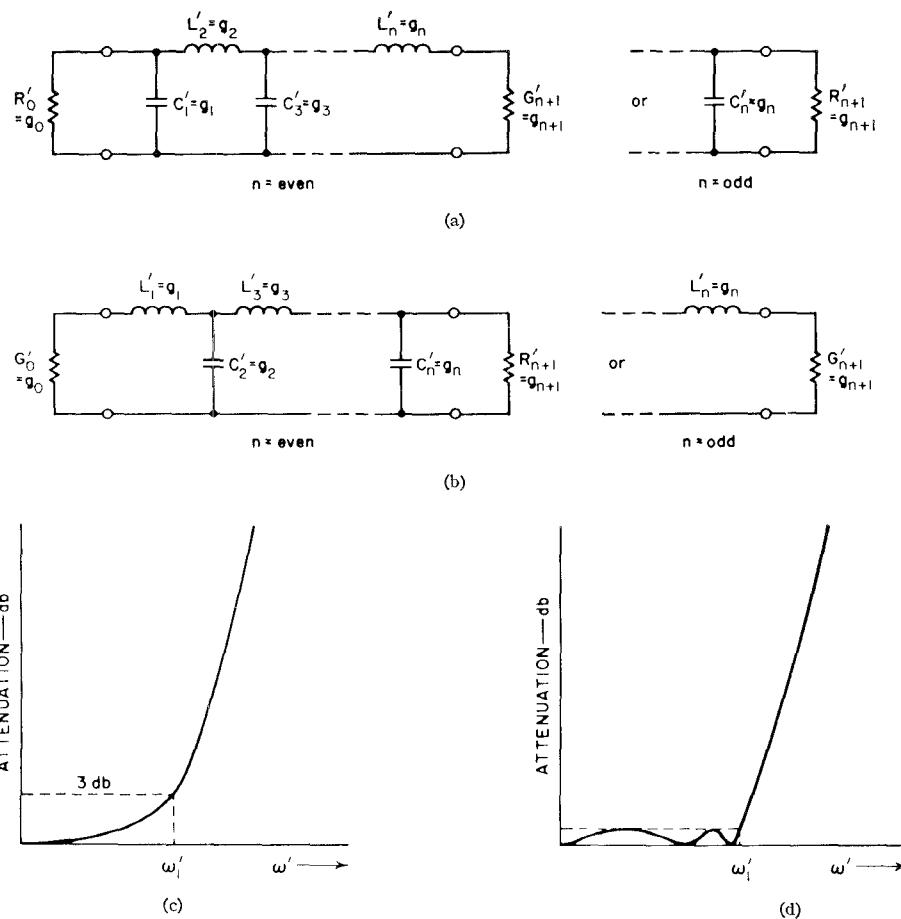 (a)
L′₂=g₂
L′ₙ=gₙ
R′₀
=g₀
C′₁=g₁
C′₃=g₃
G′ₙ₊₁
=gₙ₊₁
or
C′ₙ=gₙ
R′ₙ₊₁
=gₙ₊₁
n = even
n = odd
(a)
L′₁=g₁
L′₃=g₃
L′ₙ=gₙ
G′₀
=g₀
C′₂=g₂
C′ₙ=gₙ
R′ₙ₊₁
=gₙ₊₁
or
G′ₙ₊₁
=gₙ₊₁
n = even
n = odd
(b)
ATTENUATION—db
3 db
ω′₁
ω′
(c)
ATTENUATION—db
ω′₁
ω′
(d)